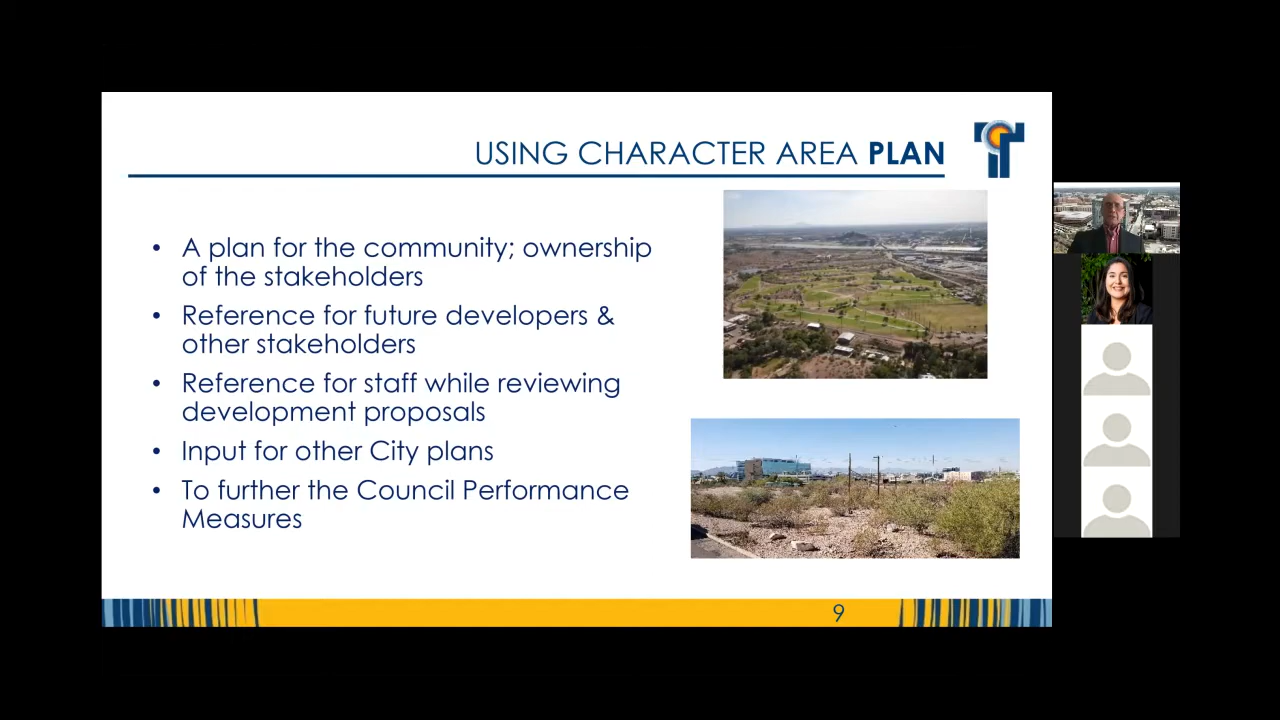 USING CHARACTER AREA PLAN
• A plan for the community; ownership
of the stakeholders
• Reference for future developers &
other stakeholders
• Reference for staff while reviewing
development proposals
• Input for other City plans
• To further the Council Performance
Measures
9